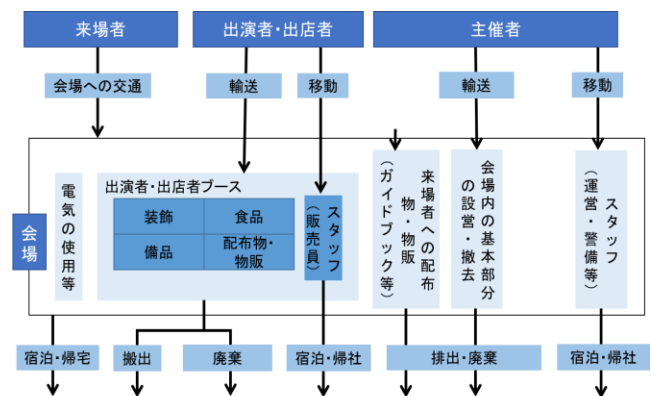 来場者
出演者・出店者
主催者
会場への交通
輸送
移動
輸送
移動
会場
電気の使用等
出演者・出店者ブース
装飾
食品
備品
配布物・
物販
スタッフ
(販売員)
来場者への配布
物・物販
(ガイドブック等)
会場内の基本部分
の設営・撤去
スタッフ
(運営・警備等)
宿泊・帰宅
搬出
廃棄
宿泊・帰社
排出・廃棄
宿泊・帰社